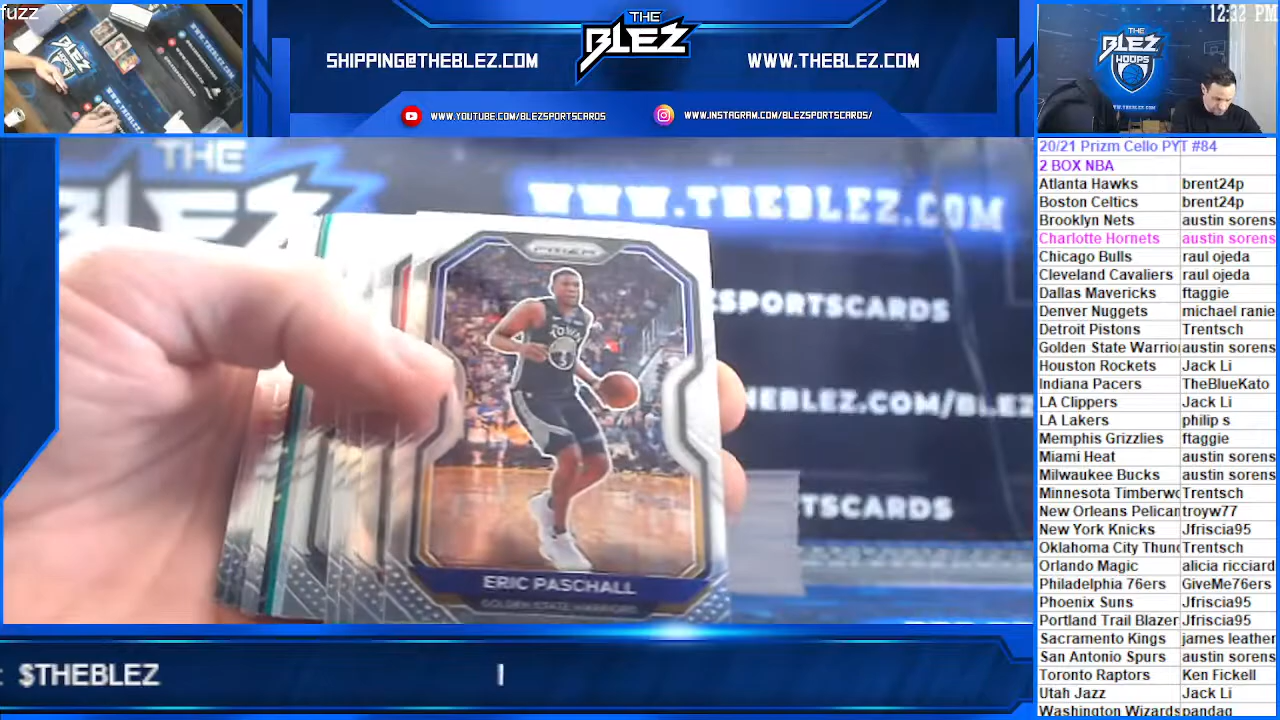 fuzz
THE
BLEZ
SHIPPING@THEBLEZ.COM
WWW.THEBLEZ.COM
WWW.YOUTUBE.COM/BLEZSPORTSCARDS
WWW.INSTAGRAM.COM/BLEZSPORTSCARDS/
12:32 PM
THE
BLEZ
HOOPS
THE
WWW.THEBLEZ.COM
ZSPORTSCARDS
HEBLEZ.COM/BLEZ
TSCARDS
PRIZM
ERIC PASCHALL
GOLDEN STATE WARRIORS
$THEBLEZ
20/21 Prizm Cello PYT #84
2 BOX NBA
Atlanta Hawks brent24p
Boston Celtics brent24p
Brooklyn Nets austin sorens
Charlotte Hornets austin sorens
Chicago Bulls raul ojeda
Cleveland Cavaliers raul ojeda
Dallas Mavericks ftaggie
Denver Nuggets michael ranie
Detroit Pistons Trentsch
Golden State Warrio austin sorens
Houston Rockets Jack Li
Indiana Pacers TheBlueKato
LA Clippers Jack Li
LA Lakers philip s
Memphis Grizzlies ftaggie
Miami Heat austin sorens
Milwaukee Bucks austin sorens
Minnesota Timberwo Trentsch
New Orleans Pelican troyw77
New York Knicks Jfriscia95
Oklahoma City Thund Trentsch
Orlando Magic alicia ricciard
Philadelphia 76ers GiveMe76ers
Phoenix Suns Jfriscia95
Portland Trail Blazer Jfriscia95
Sacramento Kings james leather
San Antonio Spurs austin sorens
Toronto Raptors Ken Fickell
Utah Jazz Jack Li
Washington Wizards pandag